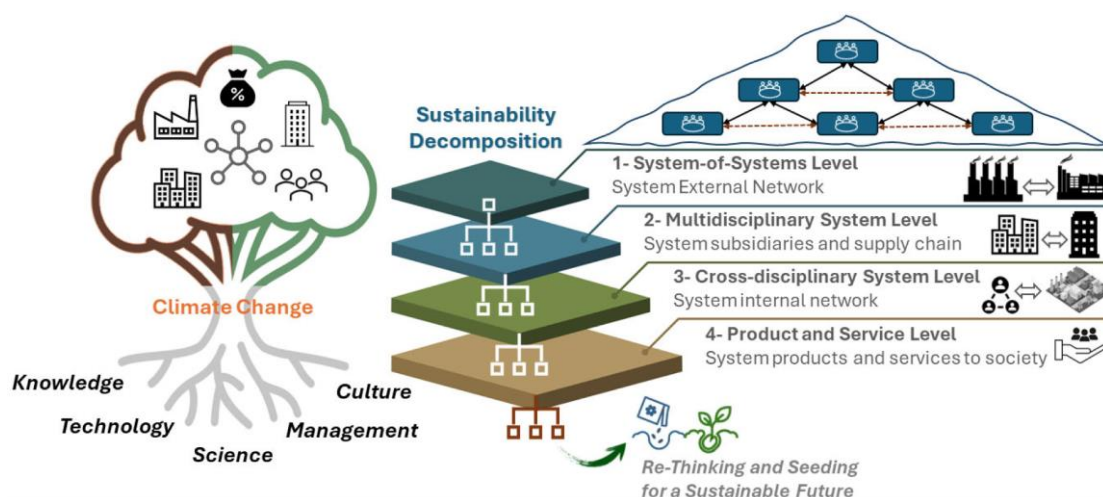 %
Climate Change
Knowledge
Technology
Science
Management
Culture
Sustainability
Decomposition
1- System-of-Systems Level
System External Network
2- Multidisciplinary System Level
System subsidiaries and supply chain
3- Cross-disciplinary System Level
System internal network
4- Product and Service Level
System products and services to society
Re-Thinking and Seeding
for a Sustainable Future